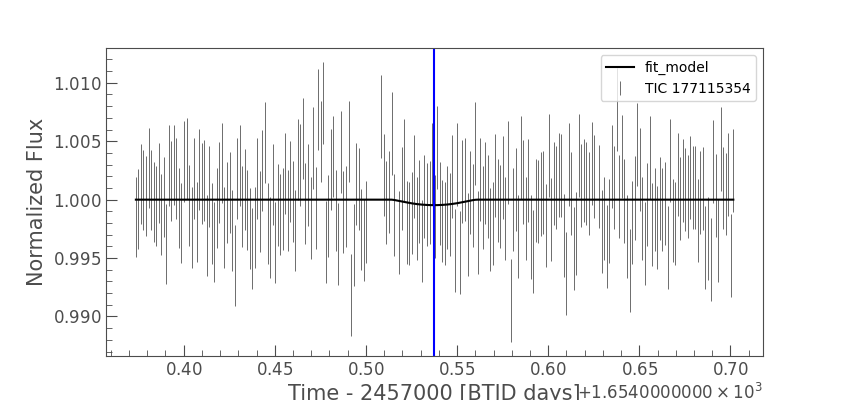 fit_model
TIC 177115354
1.010
1.005
1.000
0.995
0.990
Normalized Flux
0.40 0.45 0.50 0.55 0.60 0.65 0.70
Time - 2457000 [BTJD days]
+1.6540000000 × 10³